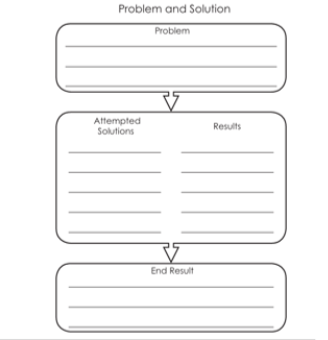 Problem and Solution
Problem
Attempted
Solutions
Results
End Result